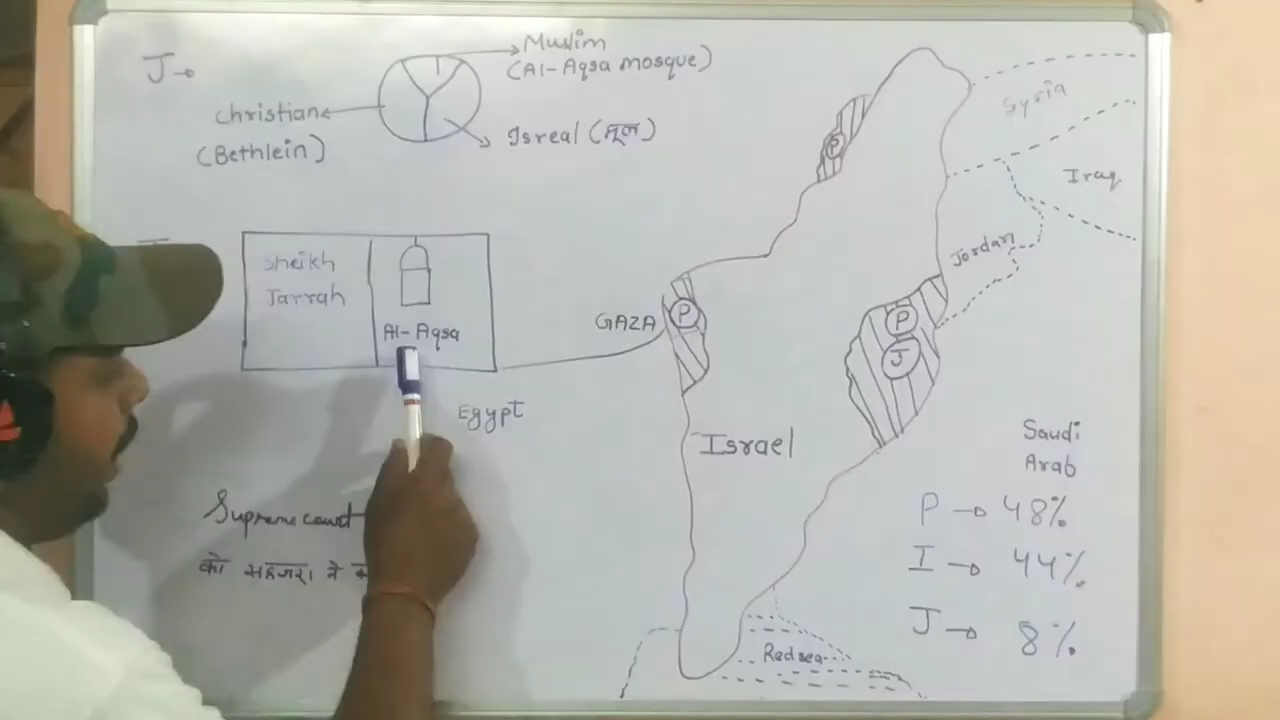 J→
Muslim
(Al-Aqsa mosque)
Christian
(Bethlein)
Isreal (मूल)
Syria
Iraq
Jordan
P
Sheikh
Jarrah
Al-Aqsa
GAZA
P
P
J
Egypt
Israel
Saudi
Arab
Supreme court
को सहजरा ने
P → 48%
I → 44%
J → 8%
Redsea